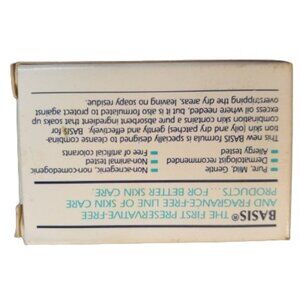 BASIS® THE FIRST PRESERVATIVE-FREE
AND FRAGRANCE-FREE LINE OF SKIN CARE
PRODUCTS... FOR BETTER SKIN CARE.
• Pure, Mild, Gentle • Non-acnegenic, non-comedogenic
• Dermatologist recommended • Non-animal tested
• Allergy tested • Free of artificial colorants
This new BASIS formula is specially designed to cleanse combina-
tion skin (oily and dry patches) gently and effectively. BASIS for
combination skin contains a pure absorbent ingredient that soaks up
excess oil where needed, but it is also formulated to protect against
overstripping the dry areas, leaving no soapy residue.